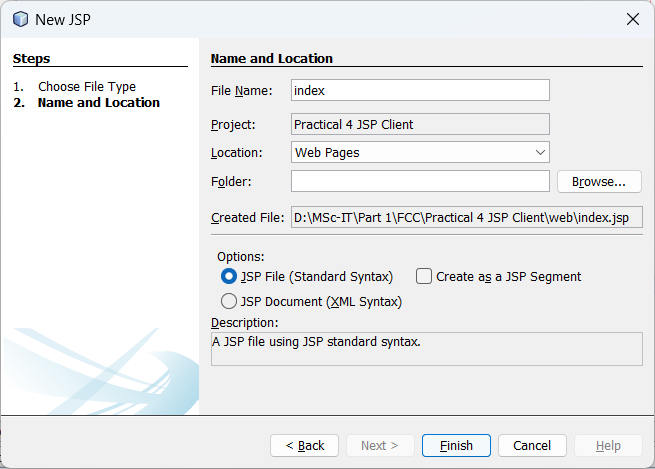 New JSP
Steps
1. Choose File Type
2. Name and Location
Name and Location
File Name: index
Project: Practical 4 JSP Client
Location: Web Pages
Folder: Browse...
Created File: D:\MSc-IT\Part 1\FCC\Practical 4 JSP Client\web\index.jsp
Options:
JSP File (Standard Syntax) Create as a JSP Segment
JSP Document (XML Syntax)
Description:
A JSP file using JSP standard syntax.
< Back Next > Finish Cancel Help